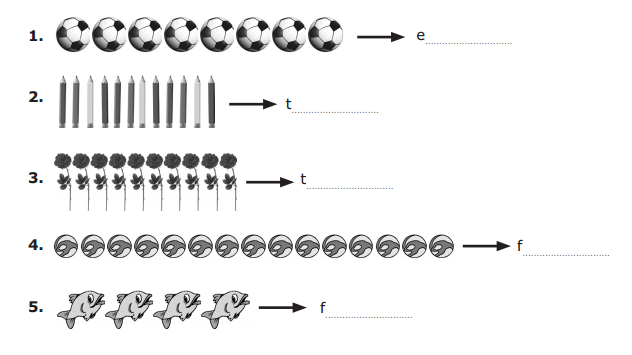 1. e
2. t
3. t
4. f
5. f